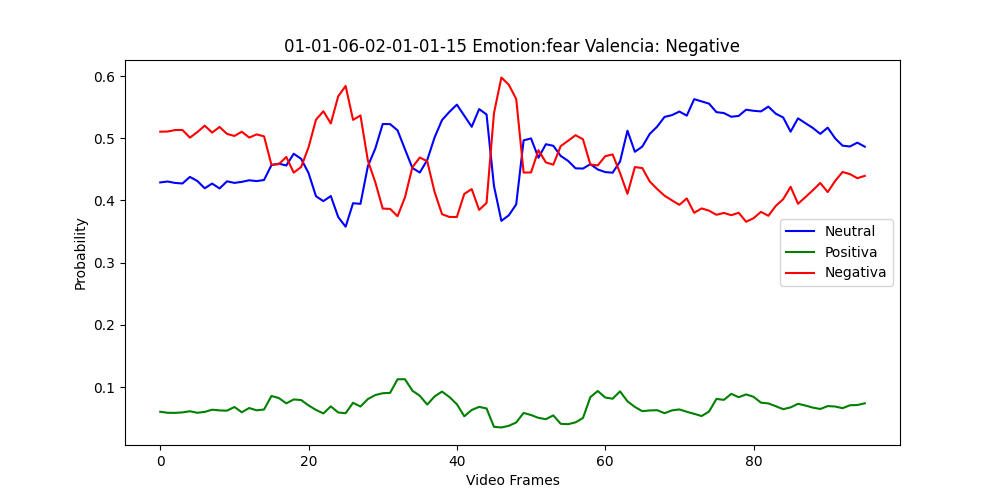 01-01-06-02-01-01-15 Emotion:fear Valencia: Negative
Probability
0.6
0.5
0.4
0.3
0.2
0.1
Neutral
Positiva
Negativa
0 20 40 60 80
Video Frames